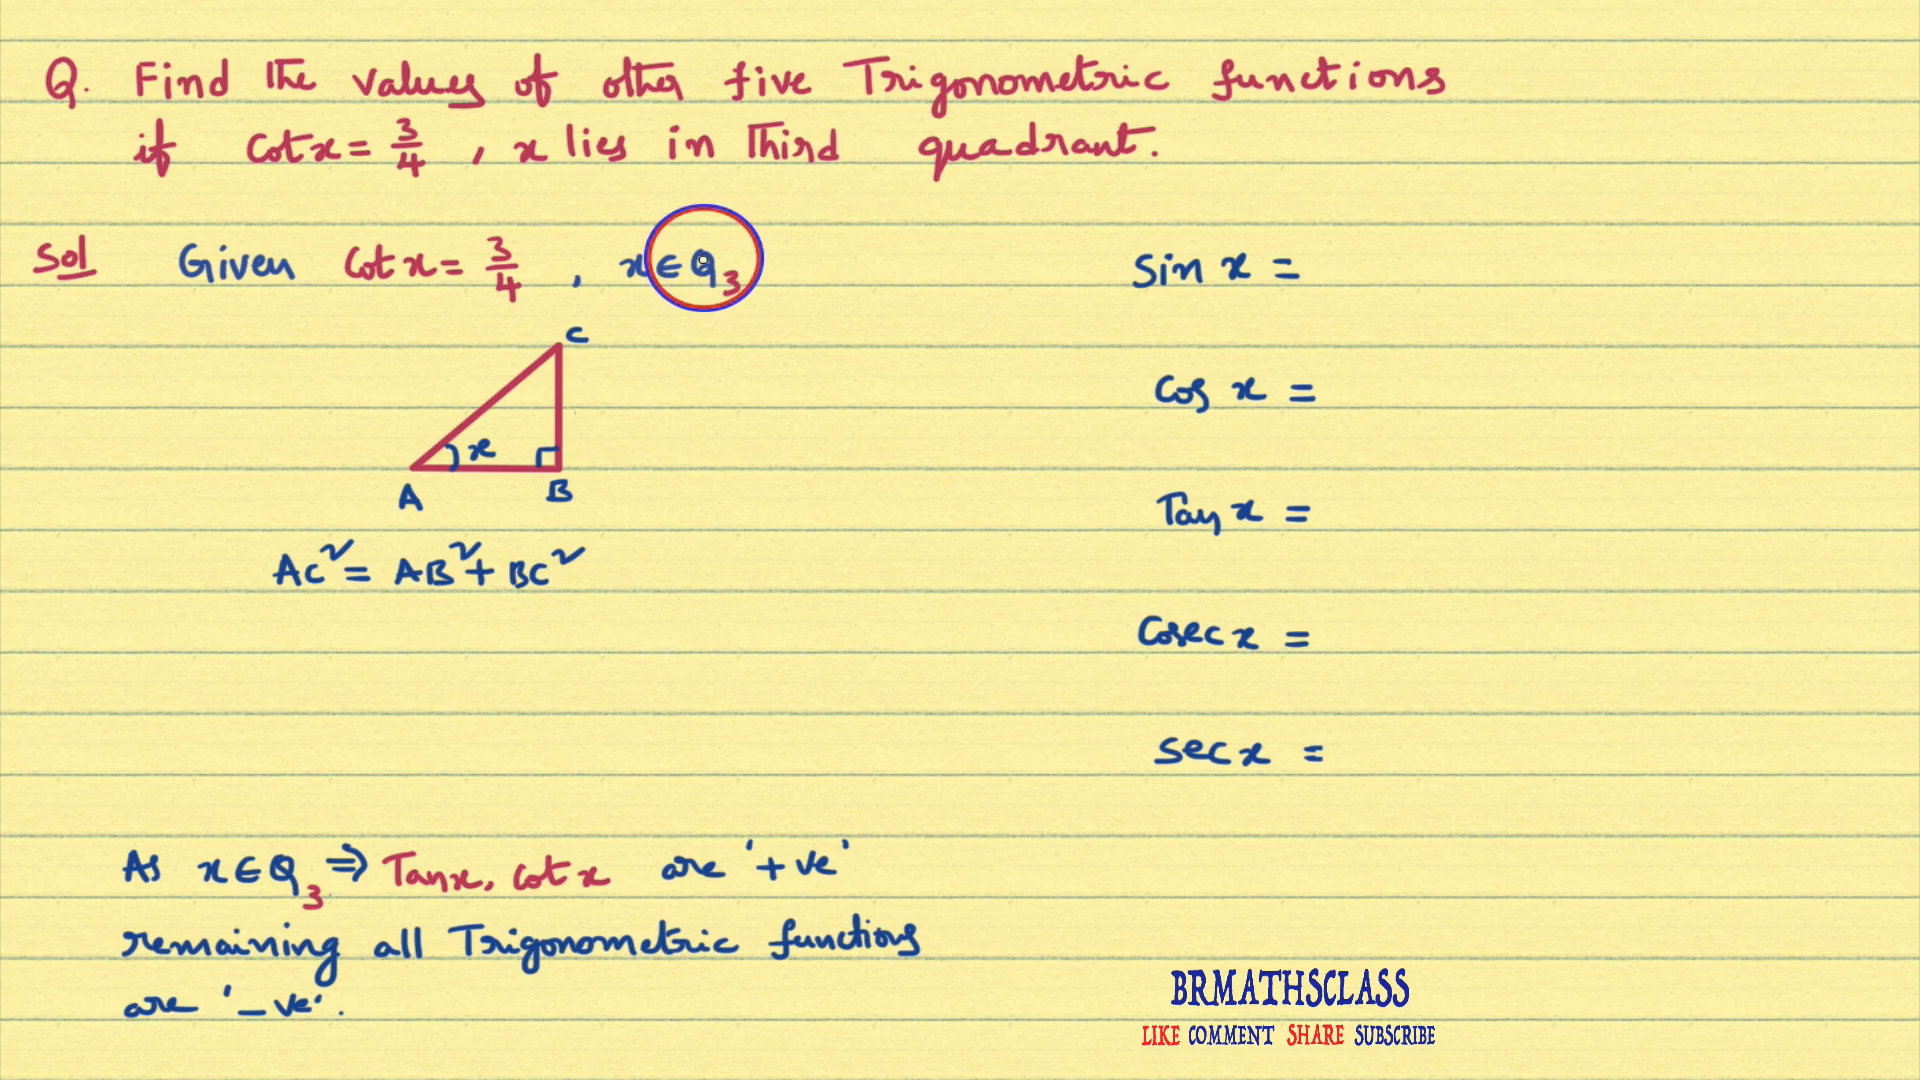 Q. Find the values of other five Trigonometric functions
if cot x = 3/4 , x lies in Third quadrant.
Sol Given Cot x = 3/4 , x ∈ Q3
C
x
A B
AC² = AB² + BC²
Sin x =
Cos x =
Tan x =
Cosec x =
Sec x =
As x ∈ Q3 ⇒ Tan x, cot x are '+ve'
remaining all Trigonometric functions
are '-ve'.
BRMATHSCLASS
LIKE COMMENT SHARE SUBSCRIBE